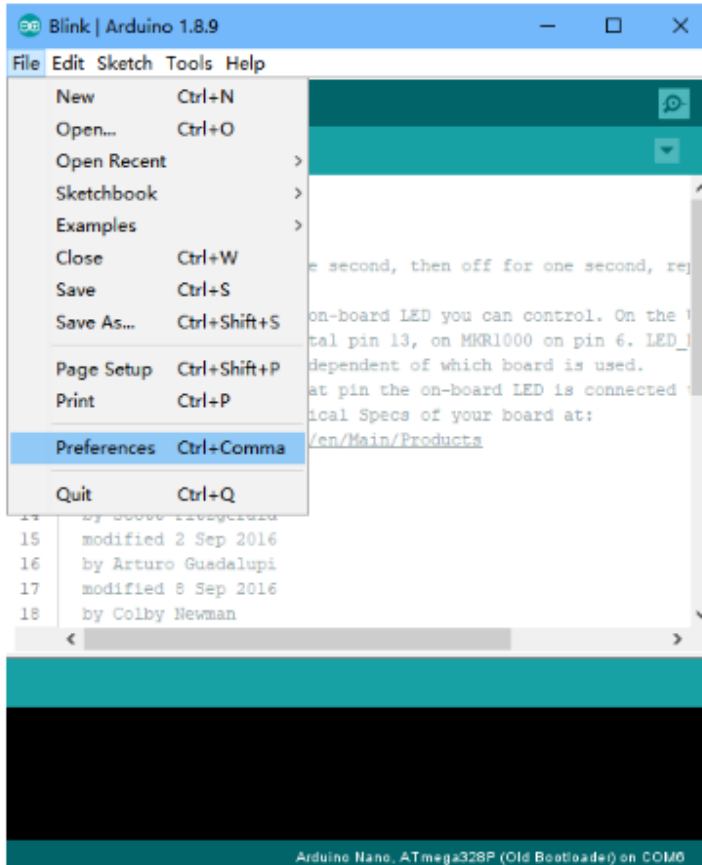 Blink | Arduino 1.8.9
File Edit Sketch Tools Help
New Ctrl+N
Open... Ctrl+O
Open Recent >
Sketchbook >
Examples >
Close Ctrl+W
Save Ctrl+S
Save As... Ctrl+Shift+S
Page Setup Ctrl+Shift+P
Print Ctrl+P
Preferences Ctrl+Comma
Quit Ctrl+Q
e second, then off for one second,
on-board LED you can control. On the
tal pin 13, on MKR1000 on pin 6.
dependent of which board is used.
at pin the on-board LED is connected
ical Specs of your board at:
/en/Main/Products
15 modified 2 Sep 2016
16 by Arturo Guadalupi
17 modified 8 Sep 2016
18 by Colby Newman
Arduino Nano, ATmega328P (Old Bootloader) on COM6